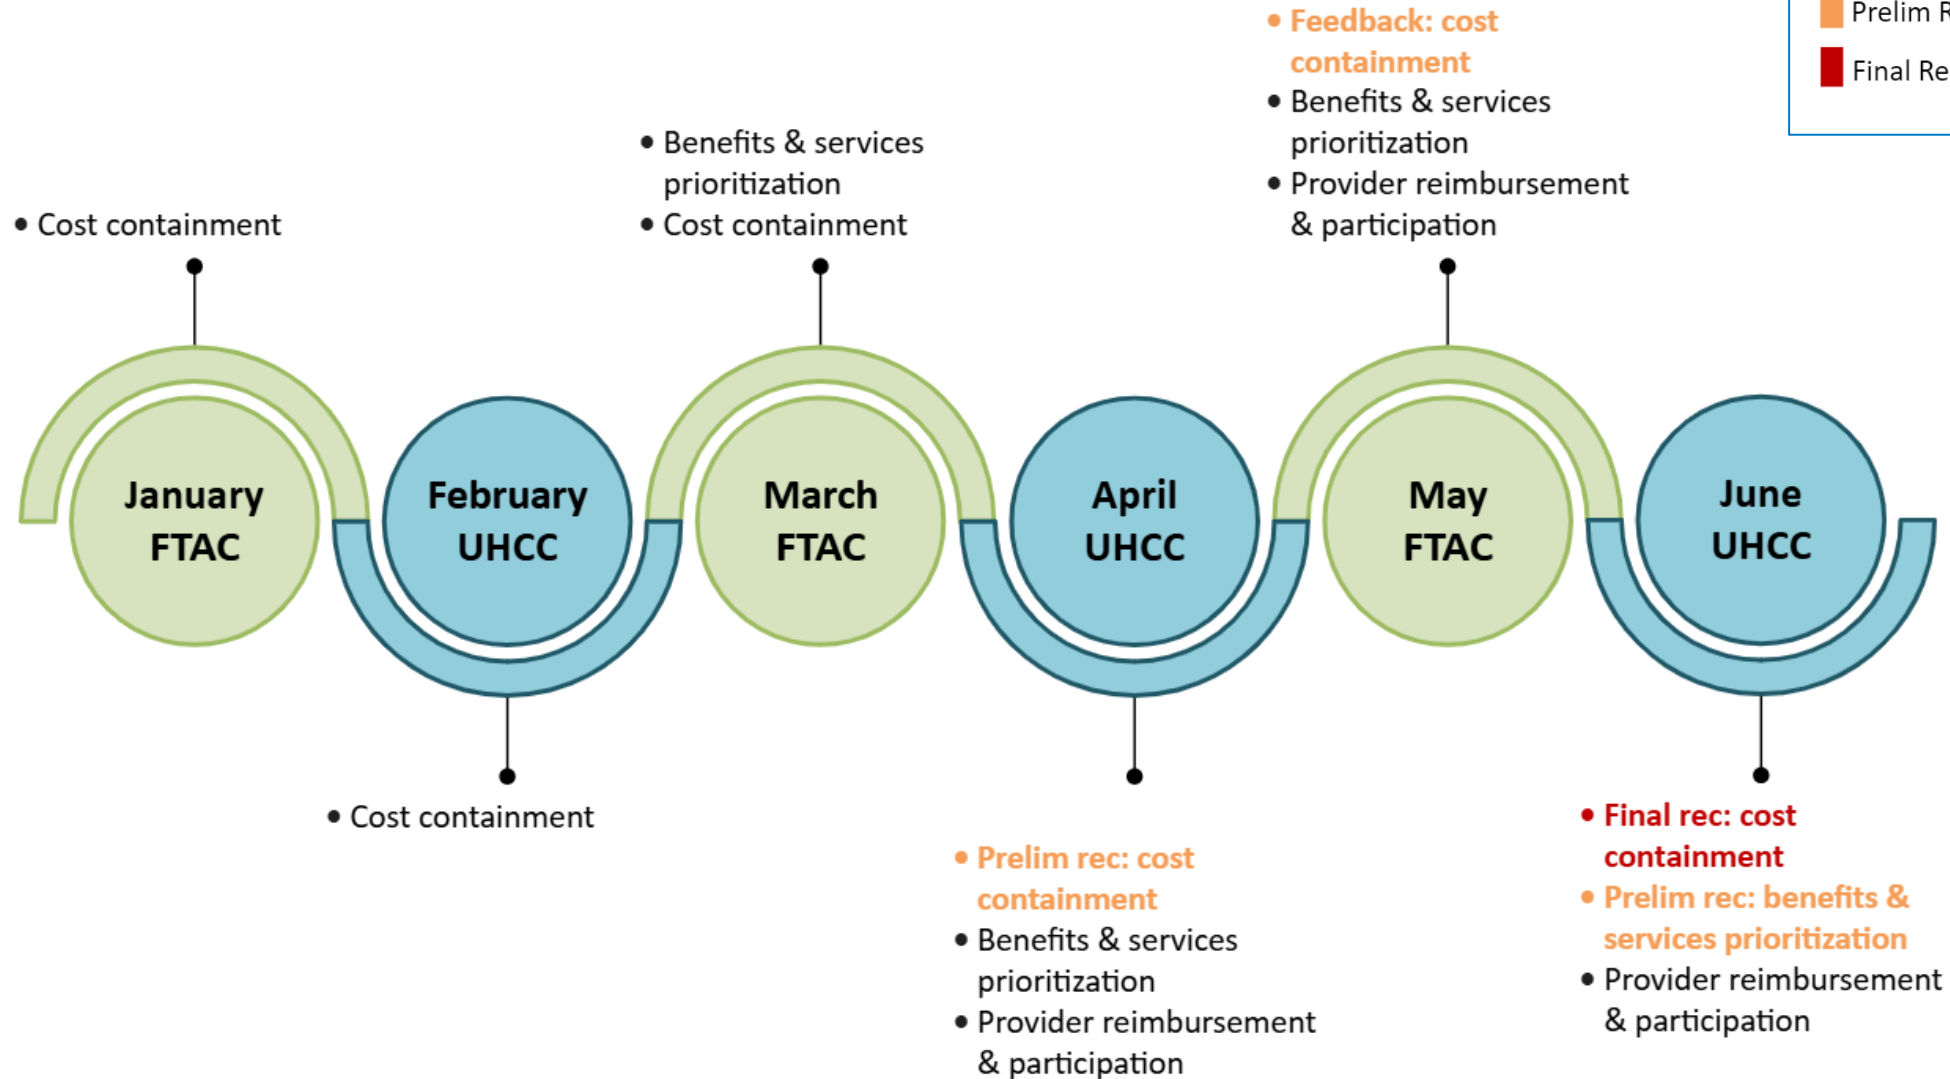 • Feedback: cost
containment
• Benefits & services
prioritization
• Provider reimbursement
& participation
Prelim R
Final Re
• Benefits & services
prioritization
• Cost containment
• Cost containment
January
FTAC
February
UHCC
March
FTAC
April
UHCC
May
FTAC
June
UHCC
• Cost containment
• Prelim rec: cost
containment
• Benefits & services
prioritization
• Provider reimbursement
& participation
• Final rec: cost
containment
• Prelim rec: benefits &
services prioritization
• Provider reimbursement
& participation